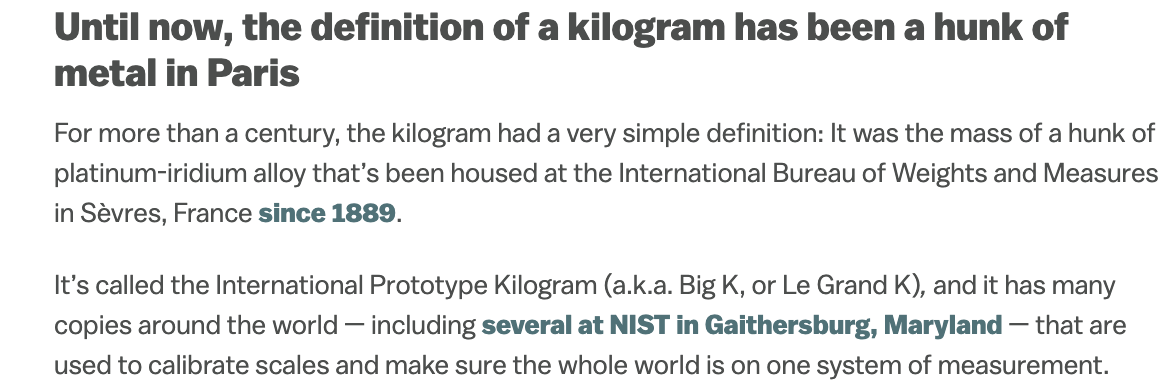 Until now, the definition of a kilogram has been a hunk of
metal in Paris
For more than a century, the kilogram had a very simple definition: It was the mass of a hunk of
platinum-iridium alloy that’s been housed at the International Bureau of Weights and Measures
in Sèvres, France since 1889.
It’s called the International Prototype Kilogram (a.k.a. Big K, or Le Grand K), and it has many
copies around the world — including several at NIST in Gaithersburg, Maryland — that are
used to calibrate scales and make sure the whole world is on one system of measurement.